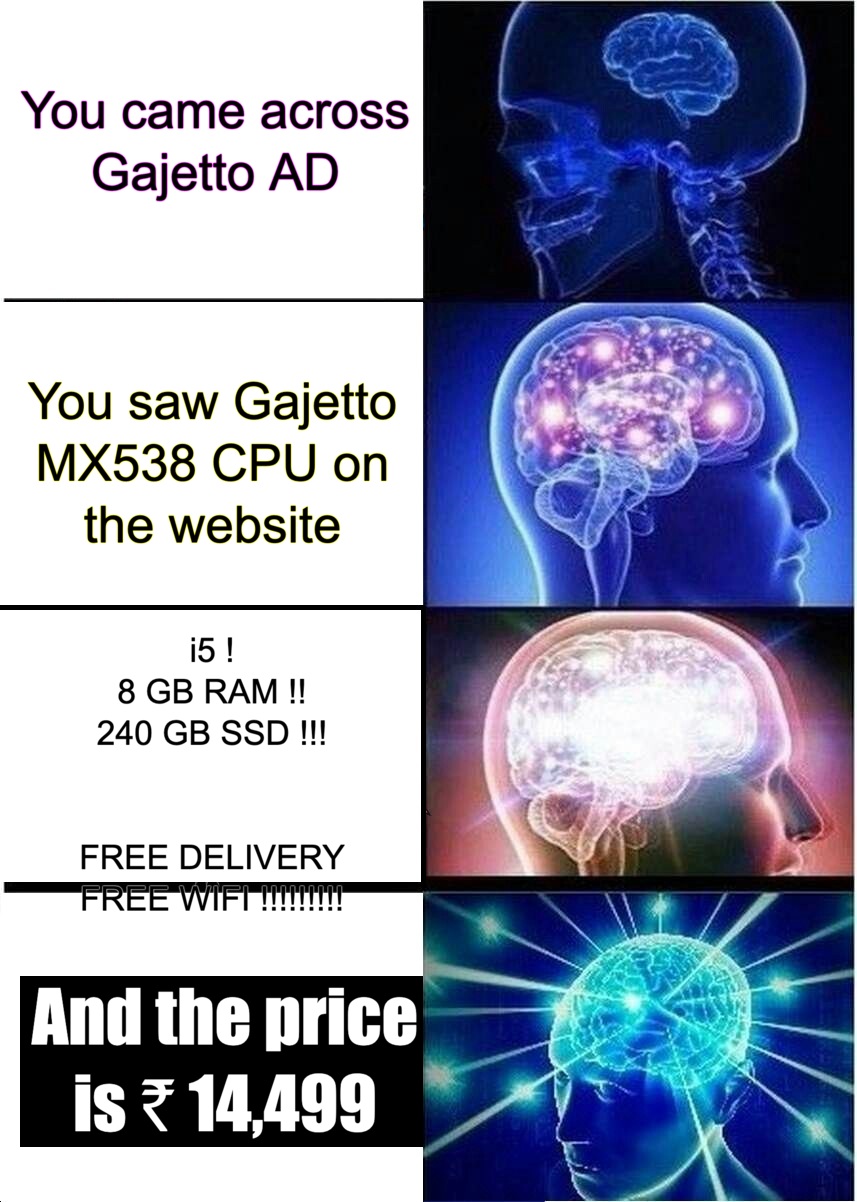 You came across
Gajetto AD
You saw Gajetto
MX538 CPU on
the website
i5 !
8 GB RAM !!
240 GB SSD !!!
FREE DELIVERY
FREE WIFI !!!!!!!!!
And the price
is ₹ 14,499